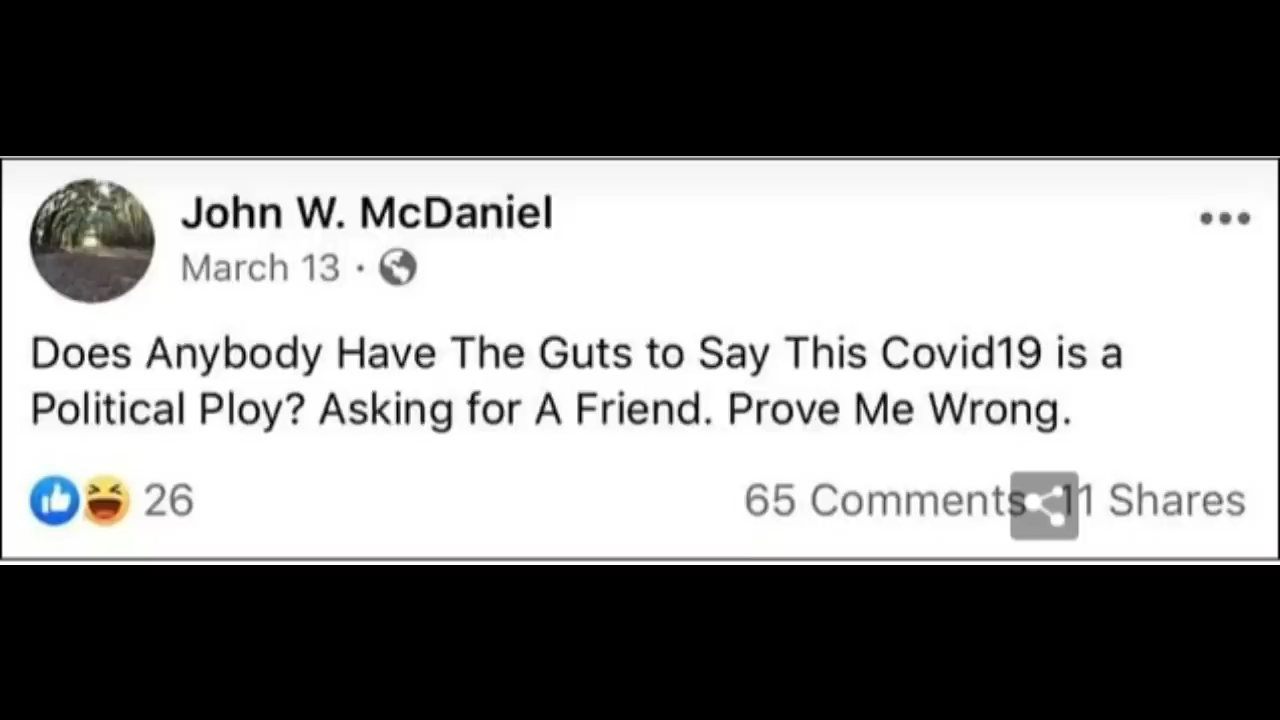 John W. McDaniel
March 13 ·
Does Anybody Have The Guts to Say This Covid19 is a
Political Ploy? Asking for A Friend. Prove Me Wrong.
26 65 Comments 11 Shares